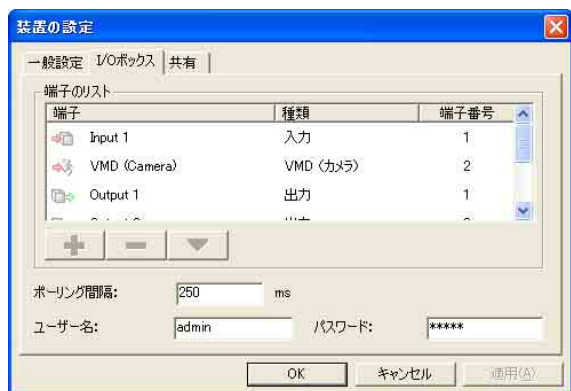 装置の設定
一般設定 I/Oボックス 共有
端子のリスト
端子 種類 端子番号
Input 1 入力 1
VMD (Camera) VMD (カメラ) 2
Output 1 出力 1
ポーリング間隔: 250 ms
ユーザー名: admin パスワード: *****
OK キャンセル 適用(A)